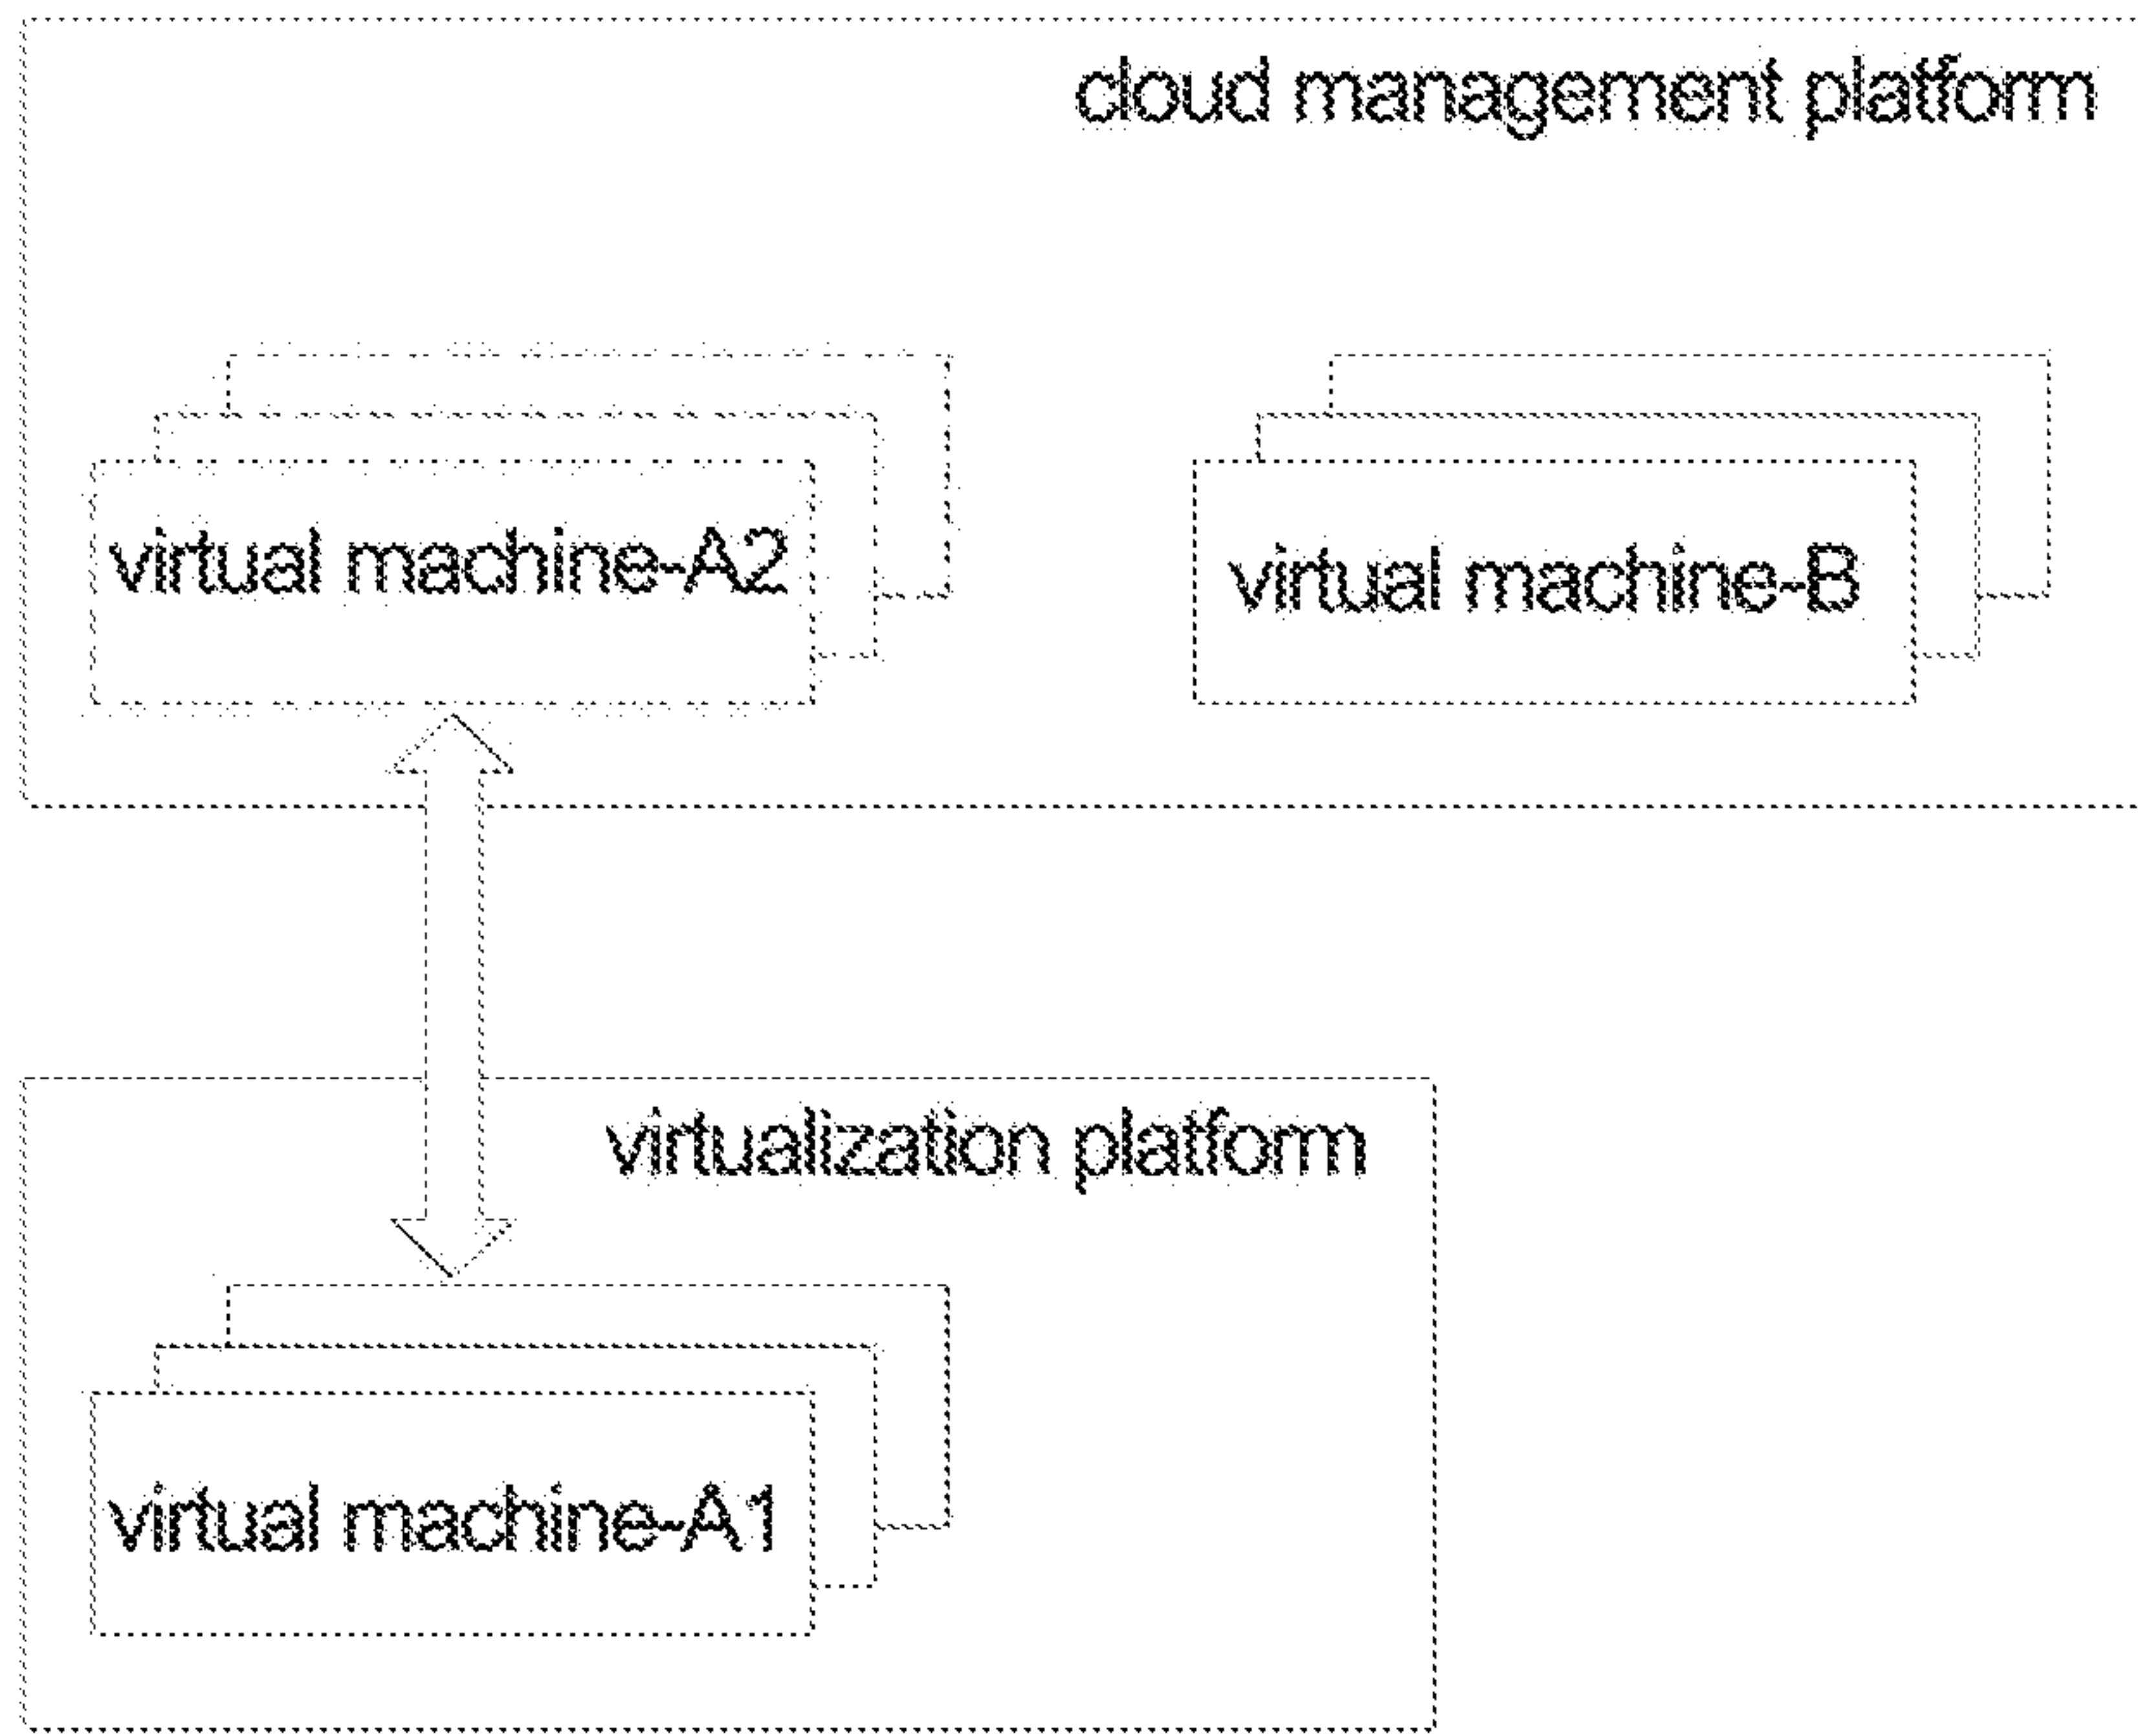 cloud management platform
virtual machine-A2
virtual machine-B
virtualization platform
virtual machine-A1